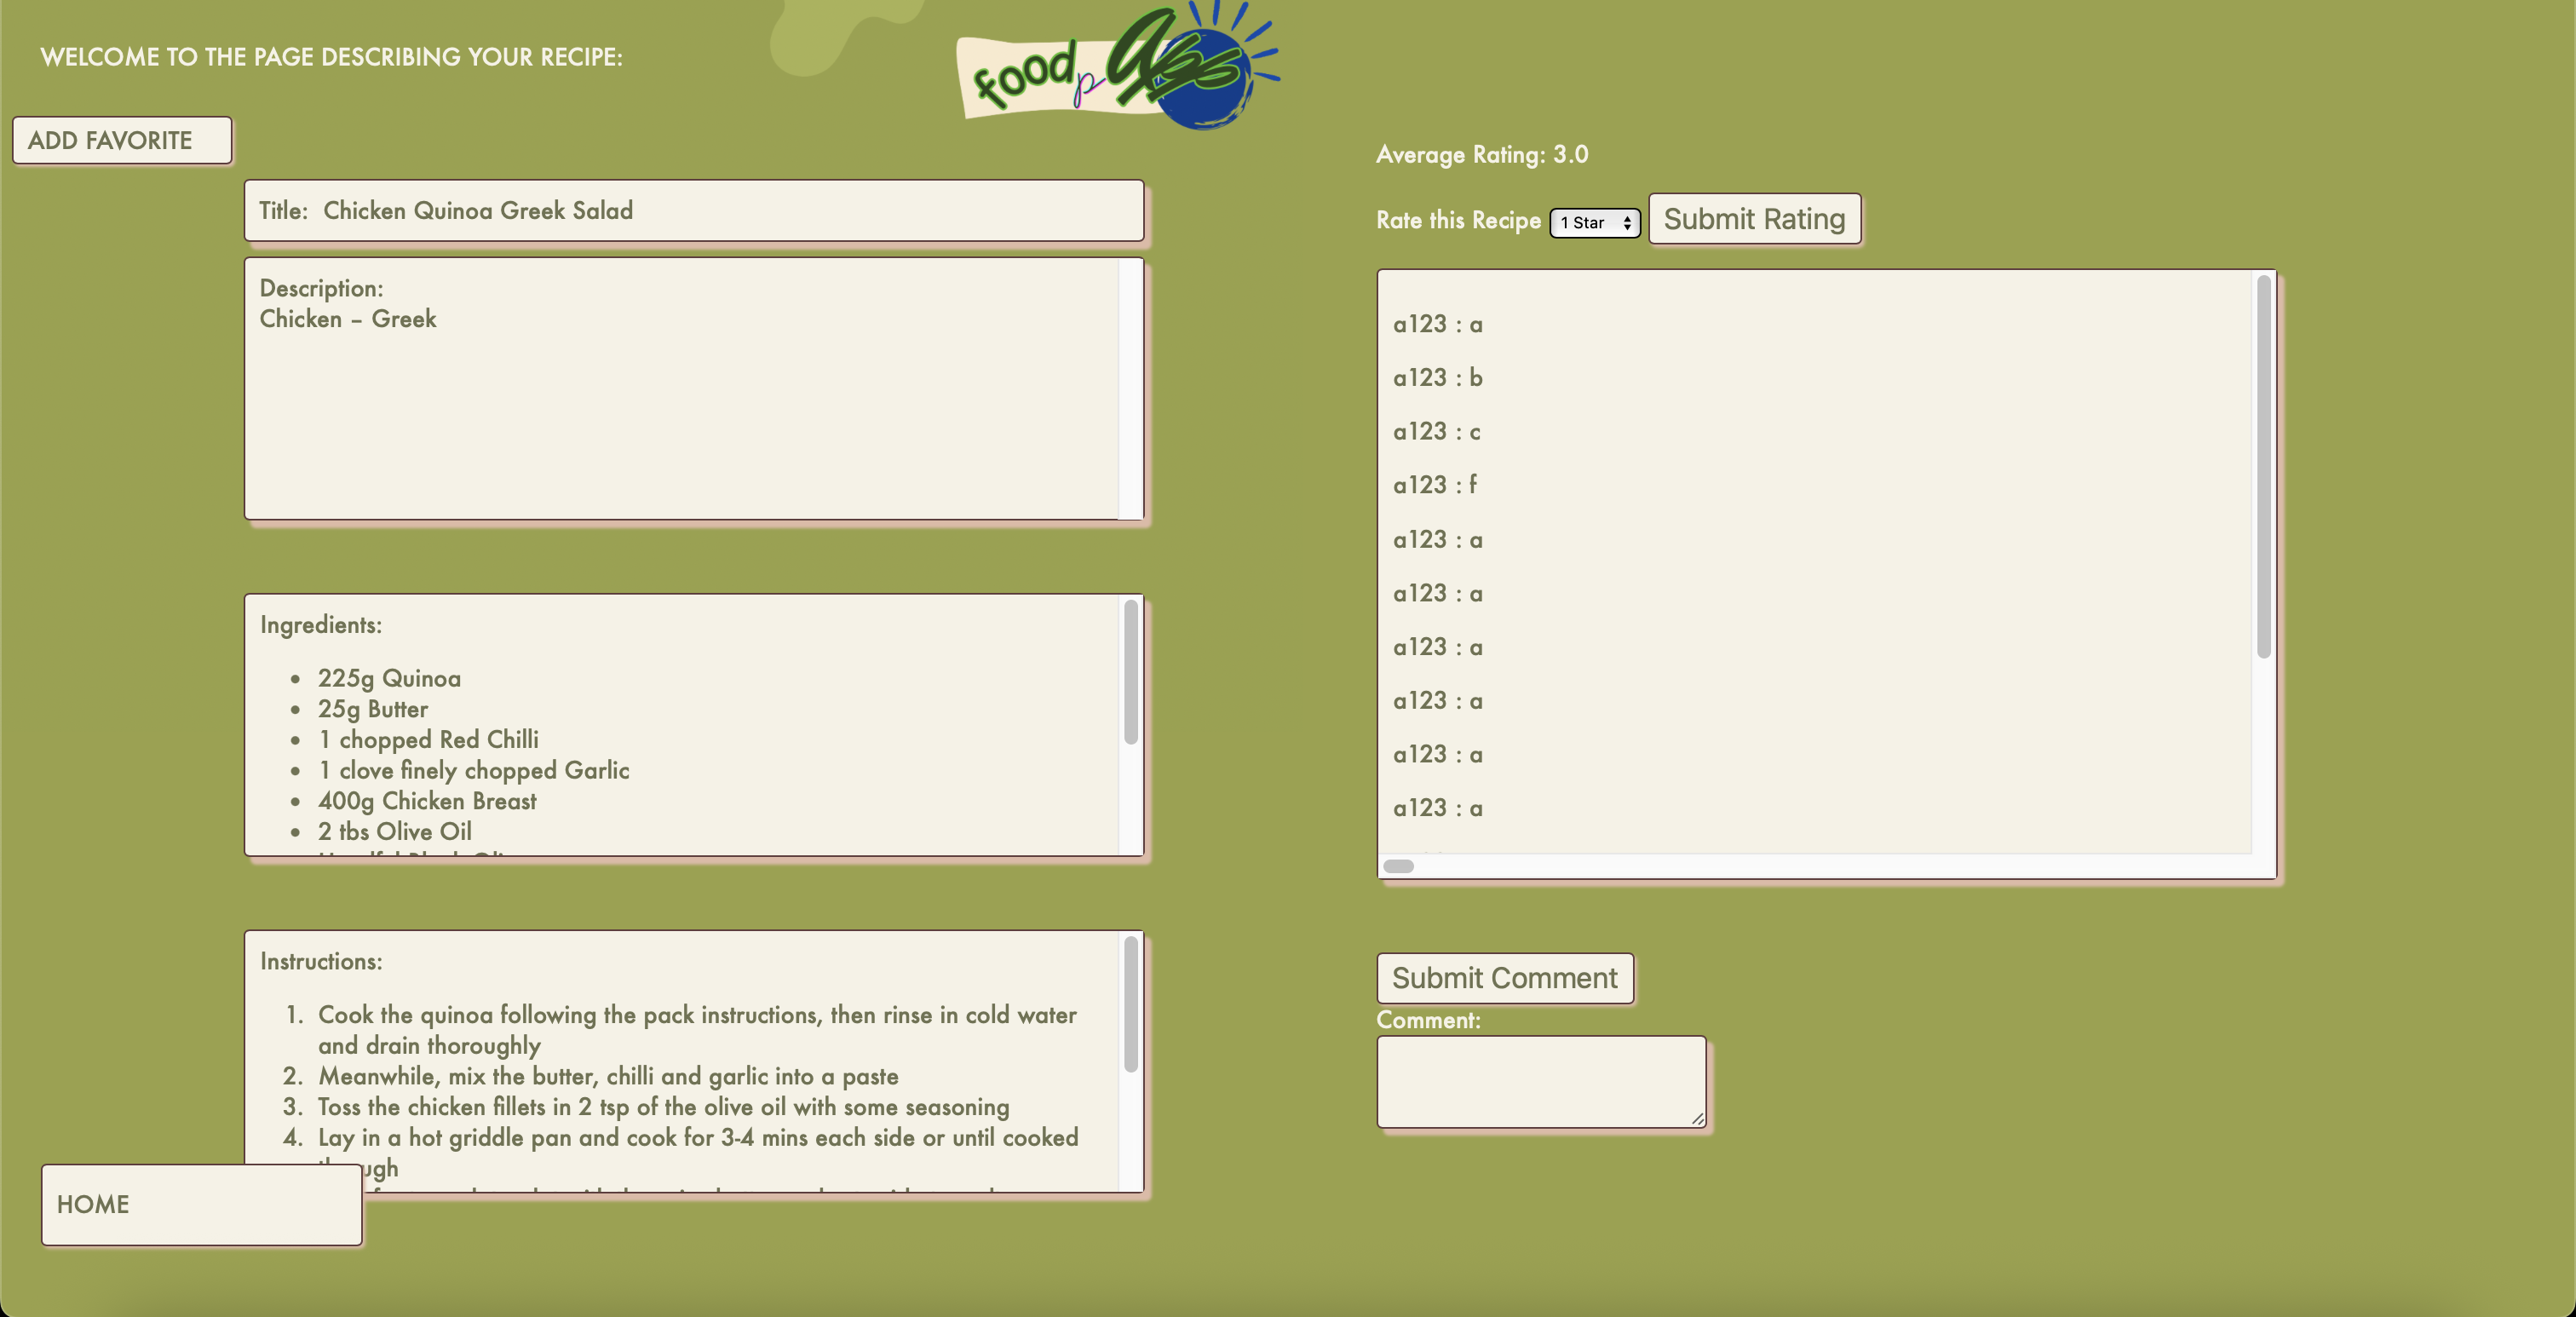 WELCOME TO THE PAGE DESCRIBING YOUR RECIPE:
food
p
ADD FAVORITE
Title: Chicken Quinoa Greek Salad
Description:
Chicken – Greek
Ingredients:
• 225g Quinoa
• 25g Butter
• 1 chopped Red Chilli
• 1 clove finely chopped Garlic
• 400g Chicken Breast
• 2 tbs Olive Oil
Instructions:
1. Cook the quinoa following the pack instructions, then rinse in cold water
and drain thoroughly
2. Meanwhile, mix the butter, chilli and garlic into a paste
3. Toss the chicken fillets in 2 tsp of the olive oil with some seasoning
4. Lay in a hot griddle pan and cook for 3-4 mins each side or until cooked
HOME
Average Rating: 3.0
Rate this Recipe 1 Star Submit Rating
a123 : a
a123 : b
a123 : c
a123 : f
a123 : a
a123 : a
a123 : a
a123 : a
a123 : a
a123 : a
Submit Comment
Comment: